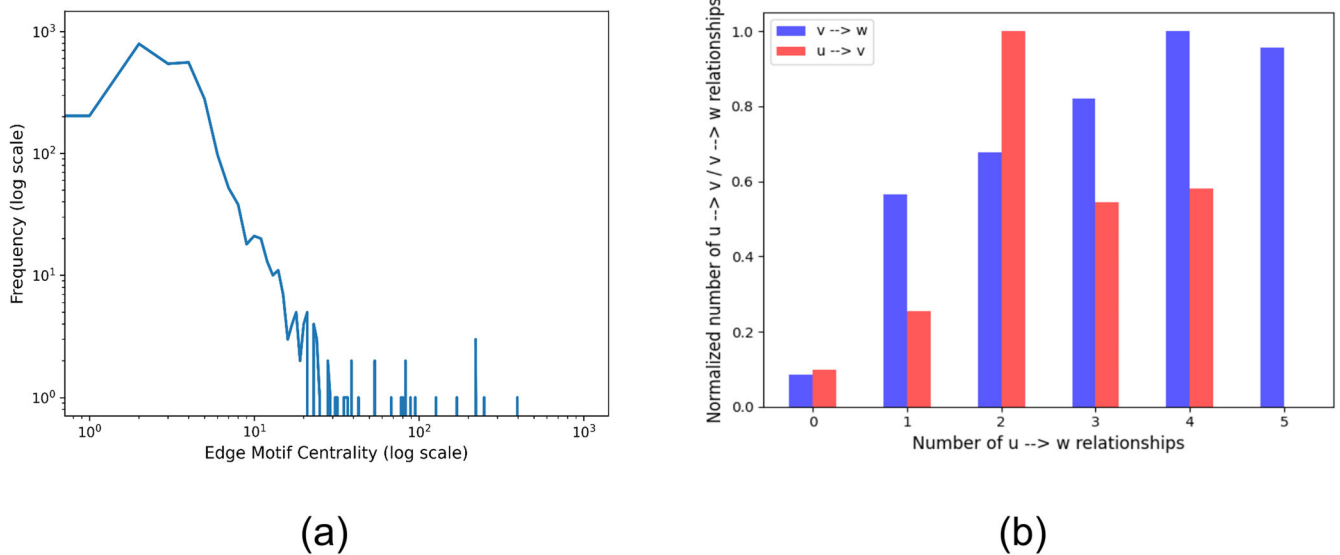 10³
10²
10¹
10⁰
Frequency (log scale)
10⁰ 10¹ 10² 10³
Edge Motif Centrality (log scale)
(a)
Normalized number of u --> v / v --> w relationships
v --> w
u --> v
1.0
0.8
0.6
0.4
0.2
0.0
0 1 2 3 4 5
Number of u --> w relationships
(b)